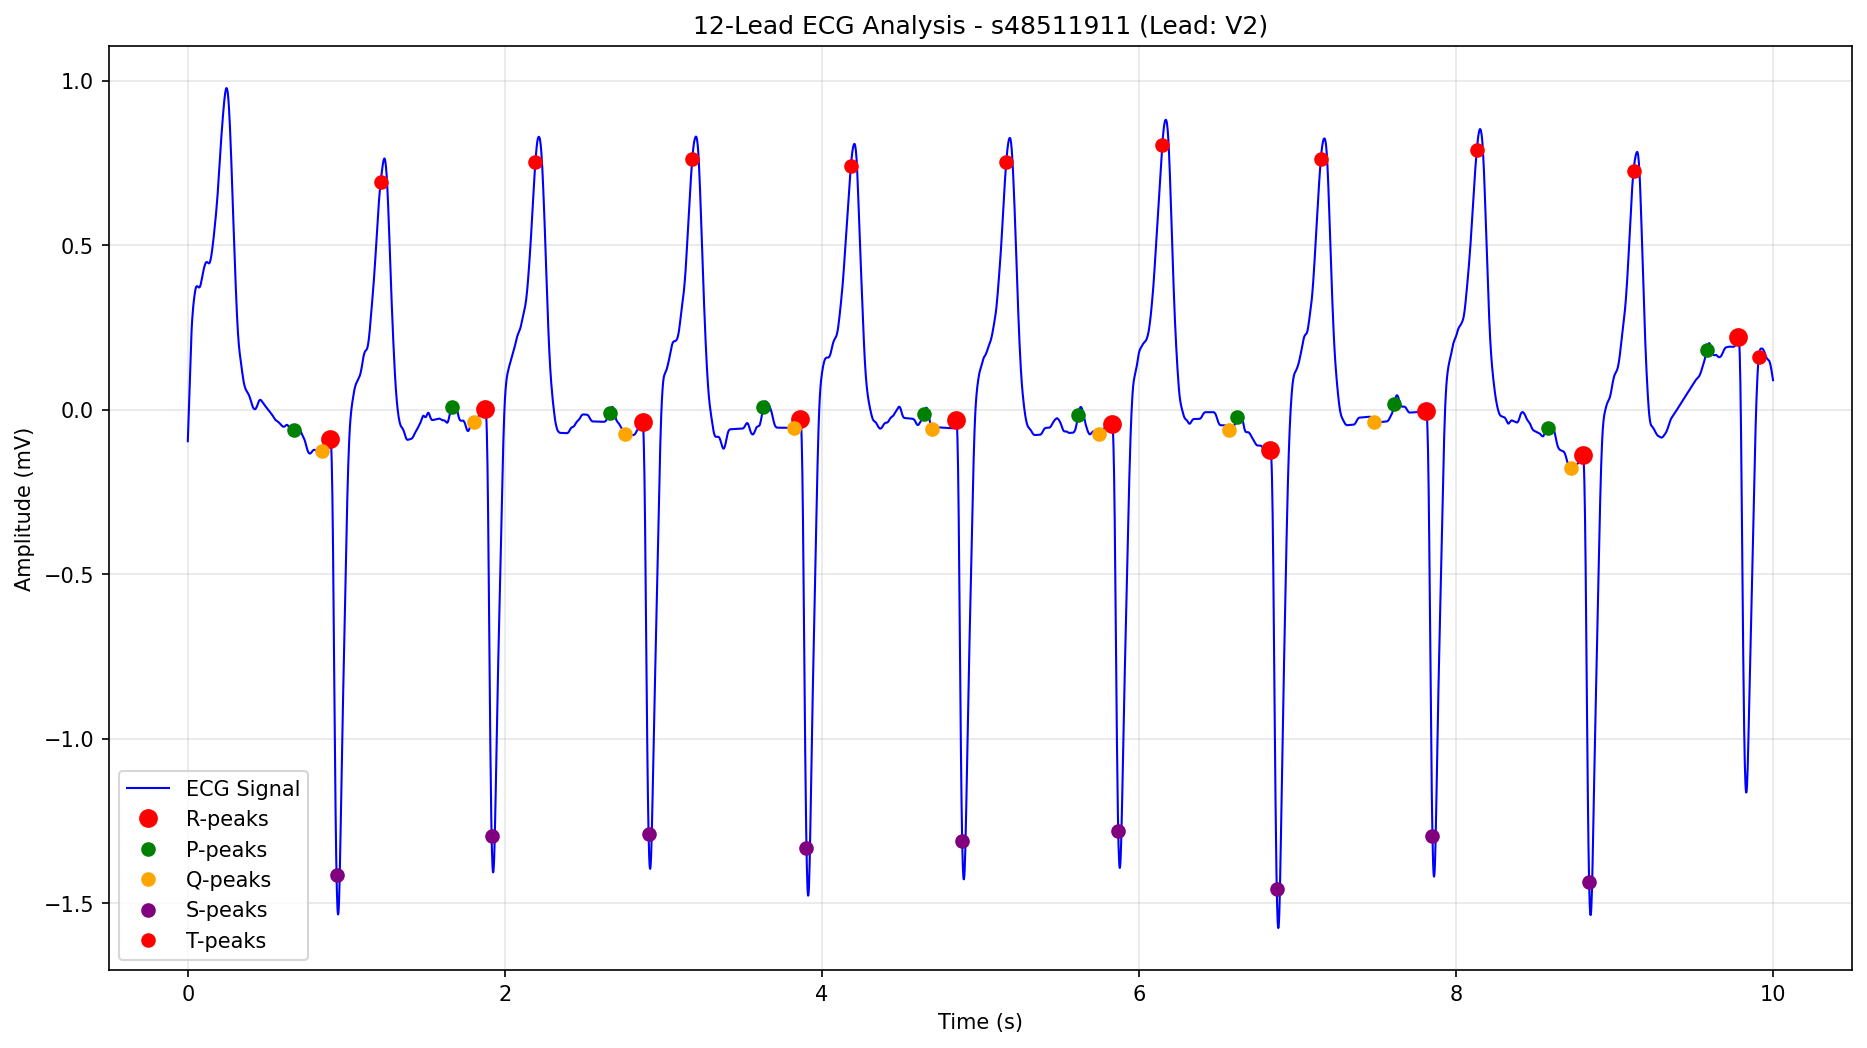 12-Lead ECG Analysis - s48511911 (Lead: V2)
1.0
0.5
0.0
−0.5
−1.0
−1.5
Amplitude (mV)
ECG Signal
R-peaks
P-peaks
Q-peaks
S-peaks
T-peaks
0 2 4 6 8 10
Time (s)